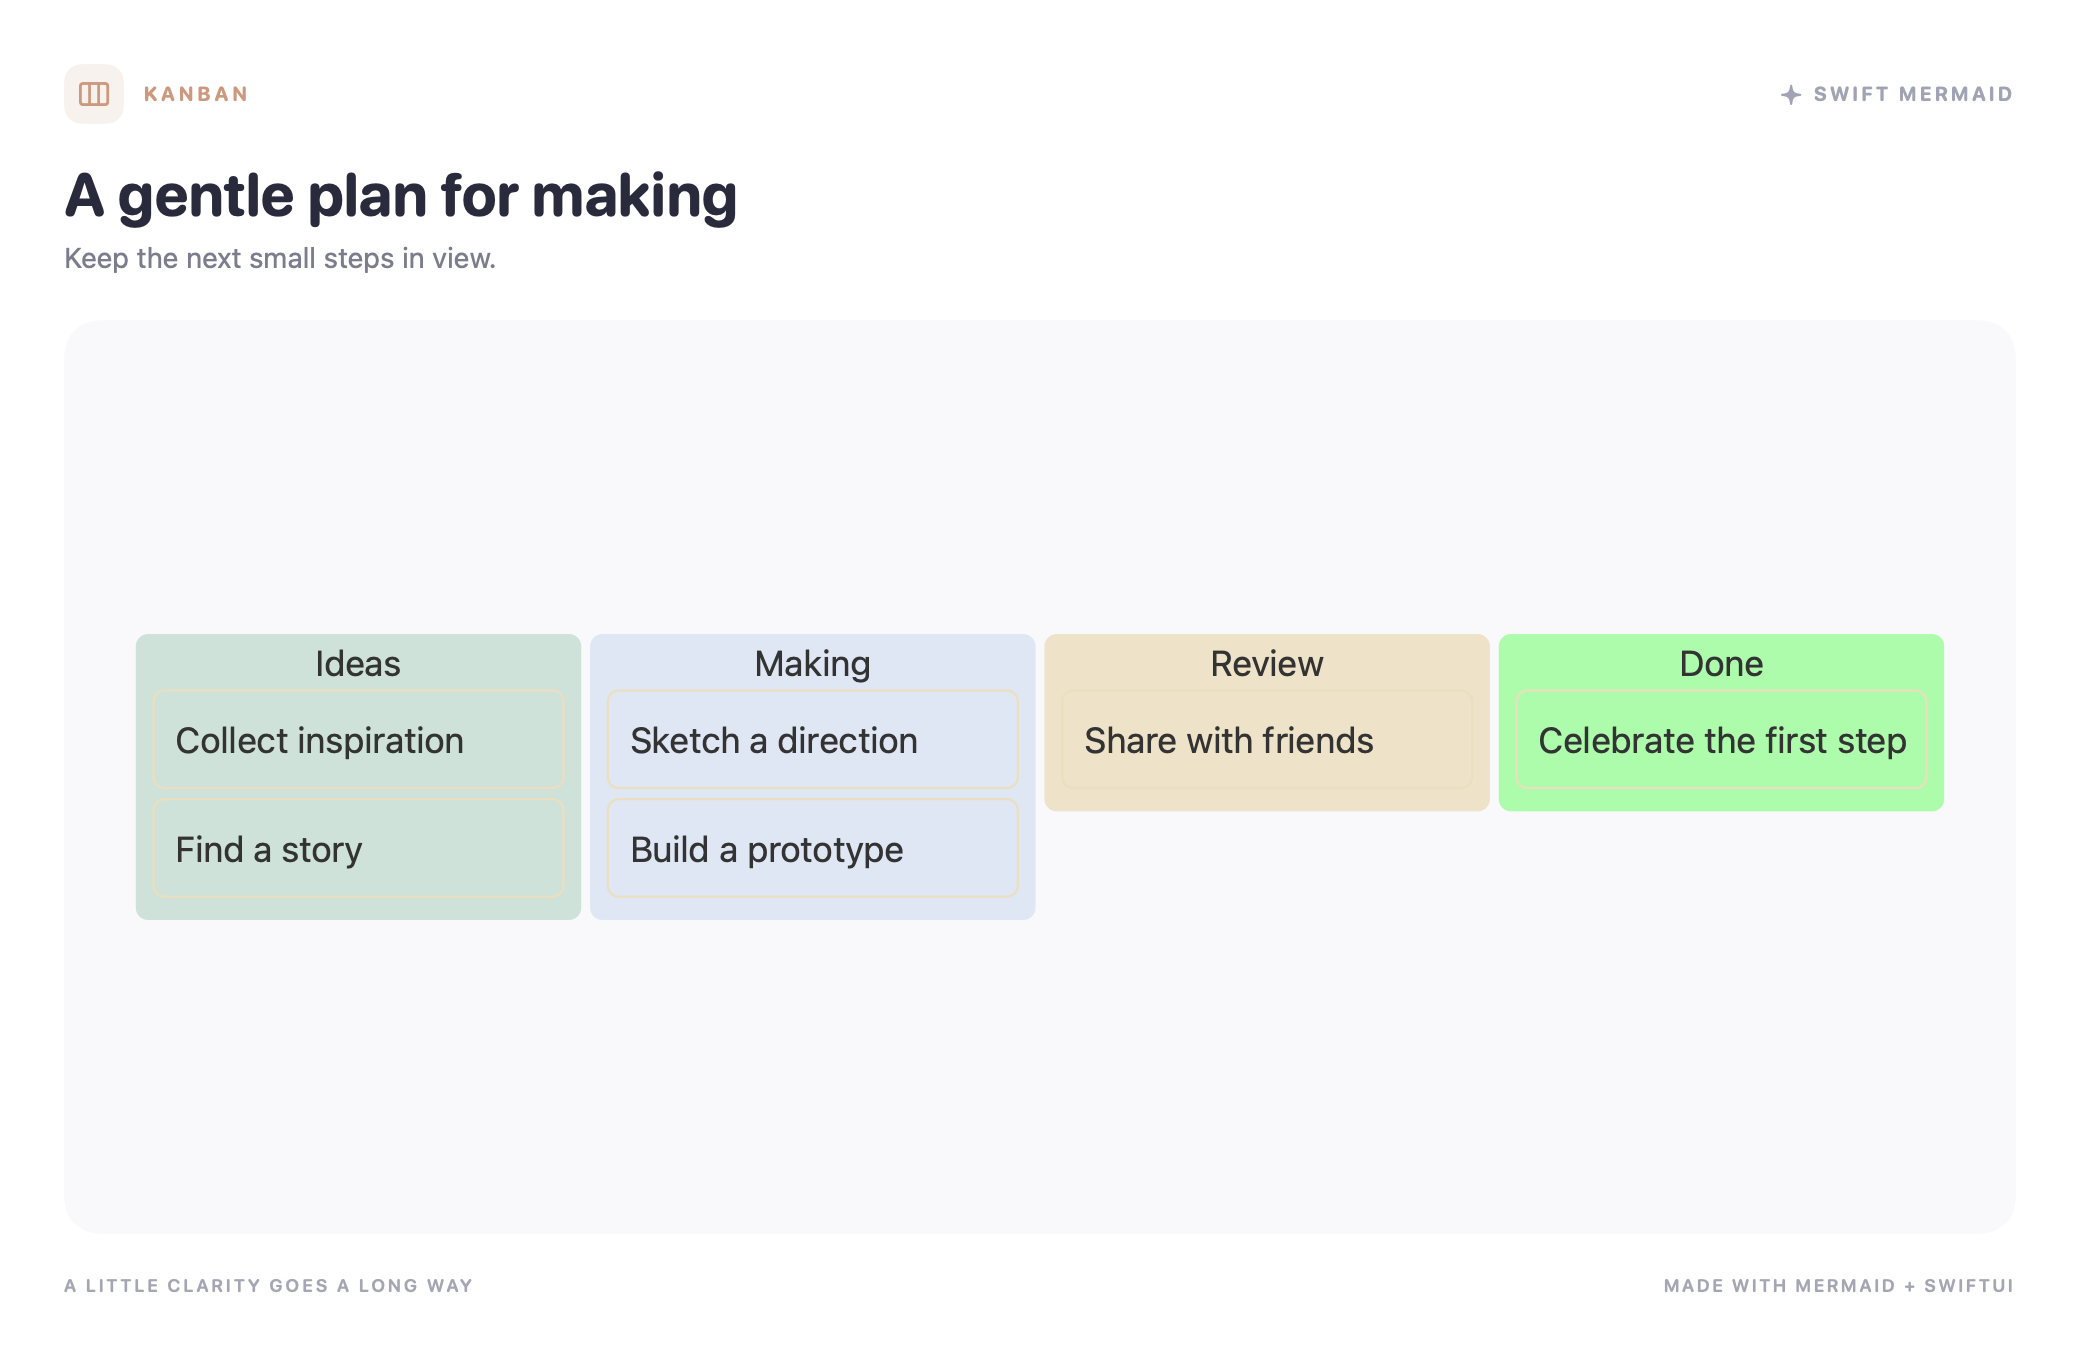 KANBAN
SWIFT MERMAID
A gentle plan for making
Keep the next small steps in view.
Ideas
Collect inspiration
Find a story
Making
Sketch a direction
Build a prototype
Review
Share with friends
Done
Celebrate the first step
A LITTLE CLARITY GOES A LONG WAY
MADE WITH MERMAID + SWIFTUI